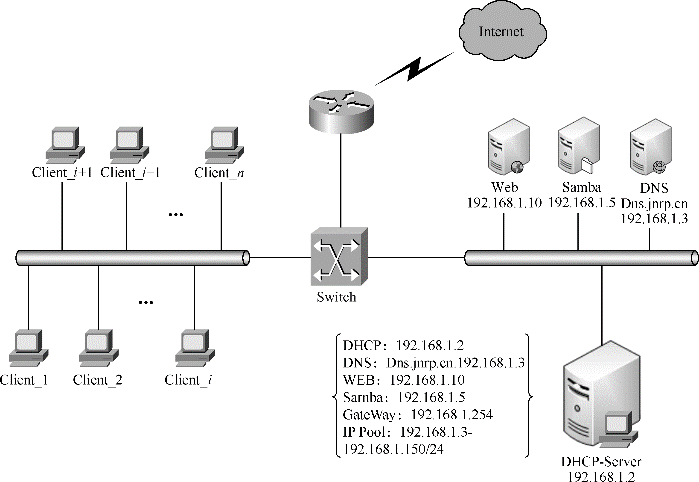 Internet
Client_i+1
Client_i−1
Client_n
...
Web
192.168.1.10
Samba
192.168.1.5
DNS
Dns.jnrp.cn
192.168.1.3
Switch
...
Client_1
Client_2
Client_i
DHCP：192.168.1.2
DNS：Dns.jnrp.cn.192.168.1.3
WEB：192.168.1.10
Samba：192.168.1.5
GateWay：192.168.1.254
IP Pool：192.168.1.3-
192.168.1.150/24
DHCP-Server
192.168.1.2